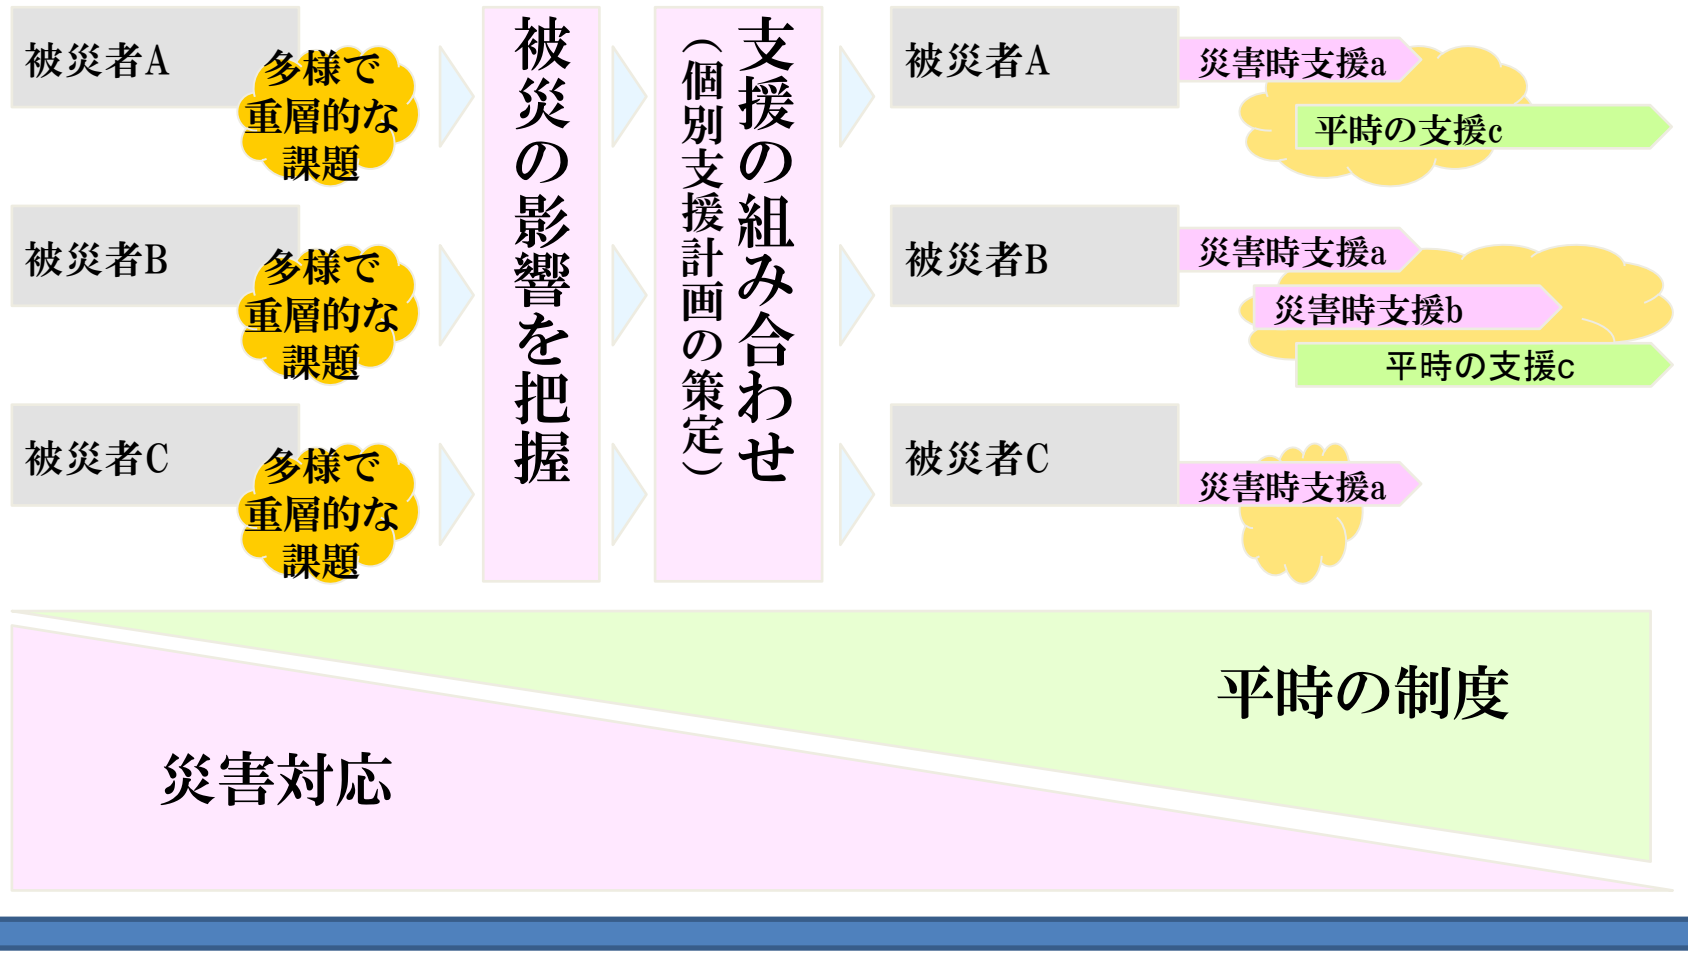 被災者A
多様で
重層的な
課題
被災者B
多様で
重層的な
課題
被災者C
多様で
重層的な
課題
被災の影響を把握
支援の組み合わせ
（個別支援計画の策定）
被災者A
災害時支援a
平時の支援c
被災者B
災害時支援a
災害時支援b
平時の支援c
被災者C
災害時支援a
平時の制度
災害対応